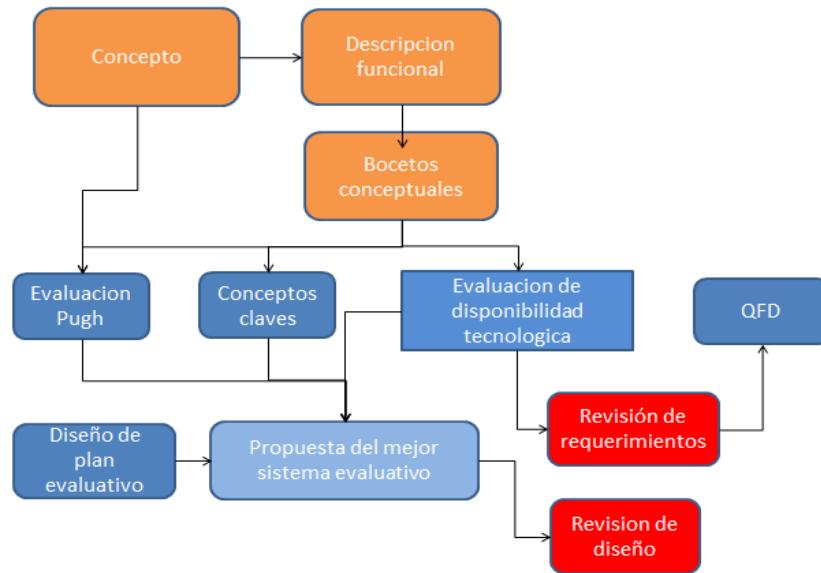 Concepto
Descripcion
funcional
Bocetos
conceptuales
Evaluacion
Pugh
Conceptos
claves
Evaluacion de
disponibilidad
tecnologica
QFD
Revisión de
requerimientos
Diseño de
plan
evaluativo
Propuesta del mejor
sistema evaluativo
Revision de
diseño